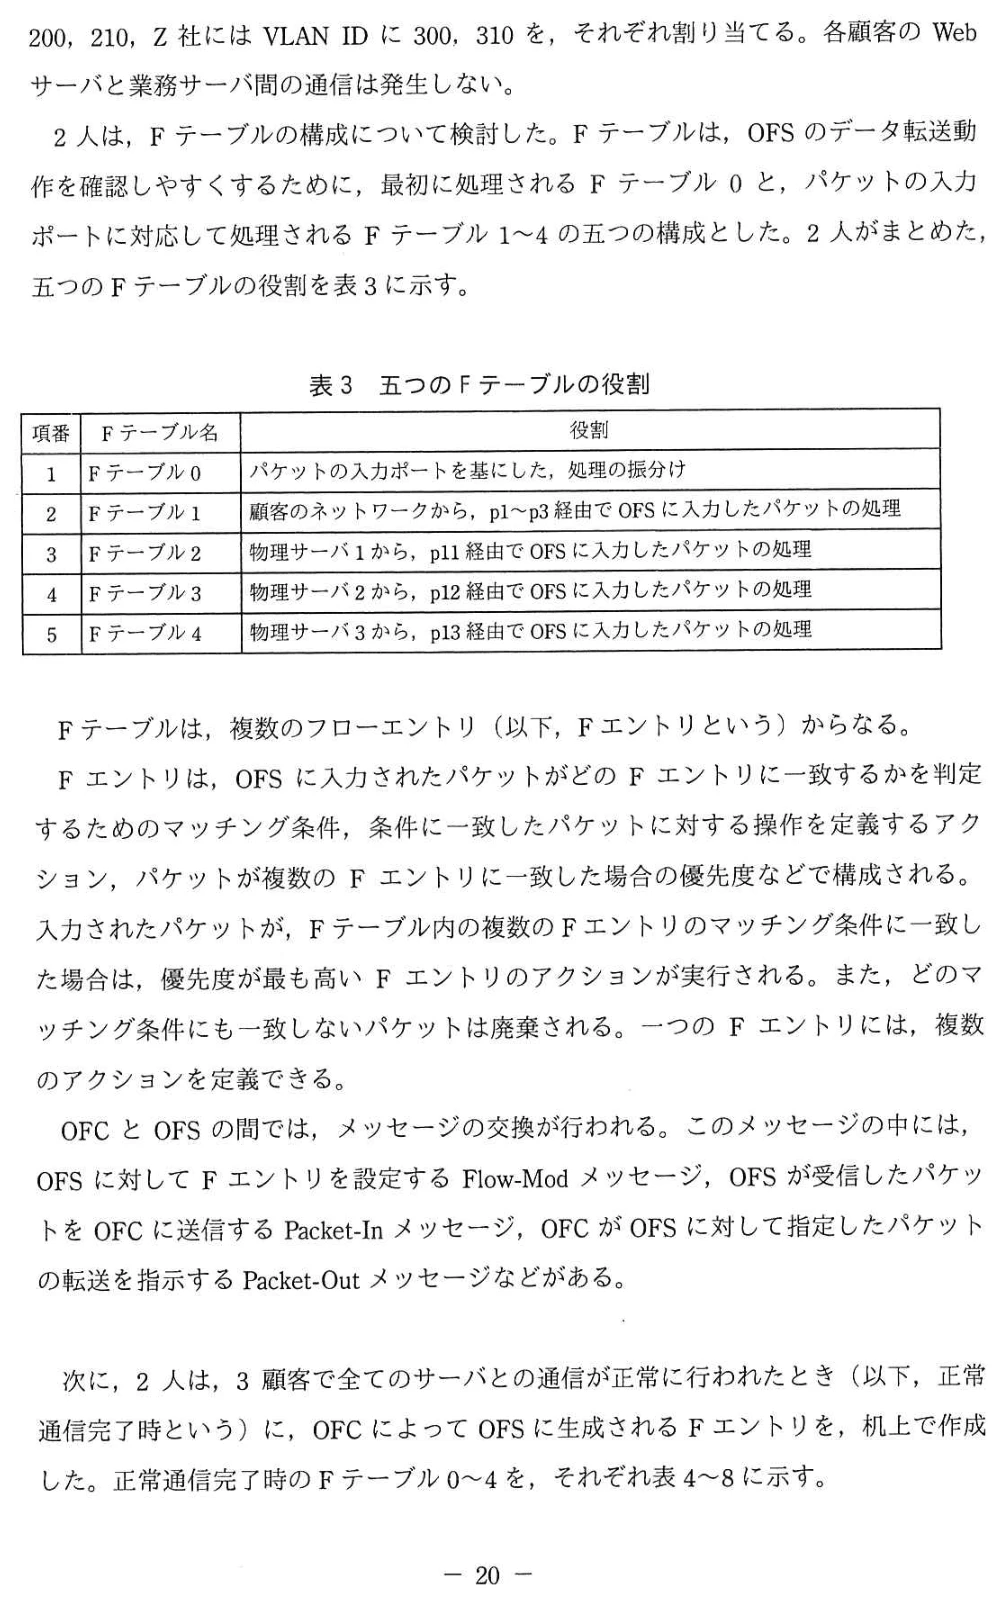 200，210，Z 社には VLAN ID に 300，310 を，それぞれ割り当てる。各顧客の Web
サーバと業務サーバ間の通信は発生しない。
2 人は，F テーブルの構成について検討した。F テーブルは，OFS のデータ転送動
作を確認しやすくするために，最初に処理される F テーブル 0 と，パケットの入力
ポートに対応して処理される F テーブル 1～4 の五つの構成とした。2 人がまとめた，
五つの F テーブルの役割を表 3 に示す。
表 3　五つの F テーブルの役割
項番 F テーブル名 役割
1 F テーブル 0 パケットの入力ポートを基にした，処理の振分け
2 F テーブル 1 顧客のネットワークから，p1～p3 経由で OFS に入力したパケットの処理
3 F テーブル 2 物理サーバ 1 から，p11 経由で OFS に入力したパケットの処理
4 F テーブル 3 物理サーバ 2 から，p12 経由で OFS に入力したパケットの処理
5 F テーブル 4 物理サーバ 3 から，p13 経由で OFS に入力したパケットの処理
F テーブルは，複数のフローエントリ（以下，F エントリという）からなる。
F エントリは，OFS に入力されたパケットがどの F エントリに一致するかを判定
するためのマッチング条件，条件に一致したパケットに対する操作を定義するアク
ション，パケットが複数の F エントリに一致した場合の優先度などで構成される。
入力されたパケットが，F テーブル内の複数の F エントリのマッチング条件に一致し
た場合は，優先度が最も高い F エントリのアクションが実行される。また，どのマ
ッチング条件にも一致しないパケットは廃棄される。一つの F エントリには，複数
のアクションを定義できる。
OFC と OFS の間では，メッセージの交換が行われる。このメッセージの中には，
OFS に対して F エントリを設定する Flow-Mod メッセージ，OFS が受信したパケッ
トを OFC に送信する Packet-In メッセージ，OFC が OFS に対して指定したパケット
の転送を指示する Packet-Out メッセージなどがある。
次に，2 人は，3 顧客で全てのサーバとの通信が正常に行われたとき（以下，正常
通信完了時という）に，OFC によって OFS に生成される F エントリを，机上で作成
した。正常通信完了時の F テーブル 0～4 を，それぞれ表 4～8 に示す。
－ 20 －